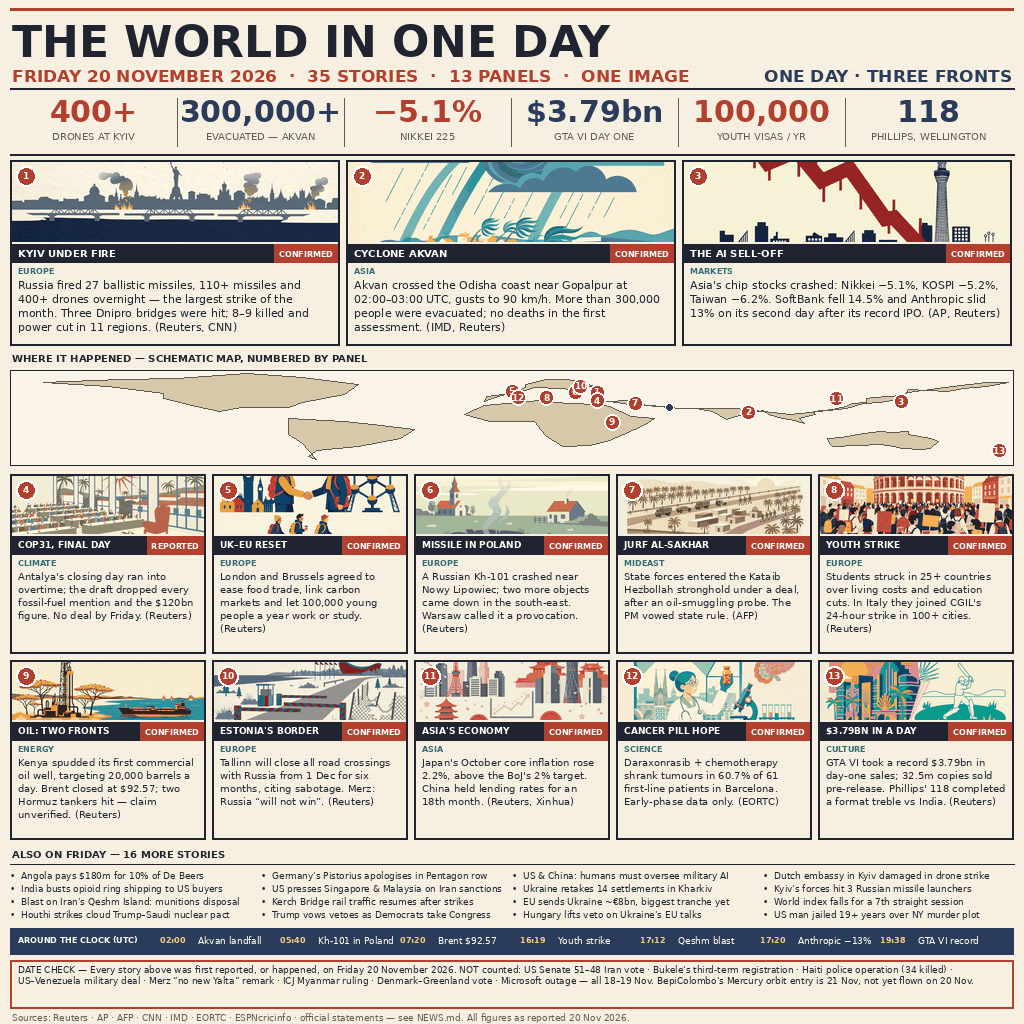 THE WORLD IN ONE DAY
FRIDAY 20 NOVEMBER 2026 · 35 STORIES · 13 PANELS · ONE IMAGE
ONE DAY · THREE FRONTS
400+
DRONES AT KYIV
300,000+
EVACUATED — AKVAN
−5.1%
NIKKEI 225
$3.79bn
GTA VI DAY ONE
100,000
YOUTH VISAS / YR
118
PHILLIPS, WELLINGTON
1
KYIV UNDER FIRE
CONFIRMED
EUROPE
Russia fired 27 ballistic missiles, 110+ missiles and
400+ drones overnight — the largest strike of the
month. Three Dnipro bridges were hit; 8–9 killed and
power cut in 11 regions. (Reuters, CNN)
2
CYCLONE AKVAN
CONFIRMED
ASIA
Akvan crossed the Odisha coast near Gopalpur at
02:00–03:00 UTC, gusts to 90 km/h. More than 300,000
people were evacuated; no deaths in the first
assessment. (IMD, Reuters)
3
THE AI SELL-OFF
CONFIRMED
MARKETS
Asia's chip stocks crashed: Nikkei −5.1%, KOSPI −5.2%,
Taiwan −6.2%. SoftBank fell 14.5% and Anthropic slid
13% on its second day after its record IPO. (AP, Reuters)
WHERE IT HAPPENED — SCHEMATIC MAP, NUMBERED BY PANEL
12
8
10
1
4
7
9
2
11
3
13
4
COP31, FINAL DAY
REPORTED
CLIMATE
Antalya's closing day ran into
overtime; the draft dropped every
fossil-fuel mention and the $120bn
figure. No deal by Friday. (Reuters)
5
UK–EU RESET
CONFIRMED
EUROPE
London and Brussels agreed to
ease food trade, link carbon
markets and let 100,000 young
people a year work or study.
(Reuters)
6
MISSILE IN POLAND
CONFIRMED
EUROPE
A Russian Kh-101 crashed near
Nowy Lipowiec; two more objects
came down in the south-east.
Warsaw called it a provocation.
(Reuters)
7
JURF AL-SAKHAR
CONFIRMED
MIDEAST
State forces entered the Kataib
Hezbollah stronghold under a deal,
after an oil-smuggling probe. The
PM vowed state rule. (AFP)
8
YOUTH STRIKE
CONFIRMED
EUROPE
Students struck in 25+ countries
over living costs and education
cuts. In Italy they joined CGIL's
24-hour strike in 100+ cities.
(Reuters)
9
OIL: TWO FRONTS
CONFIRMED
ENERGY
Kenya spudded its first commercial
oil well, targeting 20,000 barrels a
day. Brent closed at $92.57; two
Hormuz tankers hit — claim
unverified. (Reuters)
10
ESTONIA'S BORDER
CONFIRMED
EUROPE
Tallinn will close all road crossings
with Russia from 1 Dec for six
months, citing sabotage. Merz:
Russia “will not win”. (Reuters)
11
ASIA'S ECONOMY
CONFIRMED
ASIA
Japan's October core inflation rose
2.2%, above the BoJ's 2% target.
China held lending rates for an
18th month. (Reuters, Xinhua)
12
CANCER PILL HOPE
CONFIRMED
SCIENCE
Daraxonrasib + chemotherapy
shrank tumours in 60.7% of 61
first-line patients in Barcelona.
Early-phase data only. (EORTC)
13
$3.79BN IN A DAY
CONFIRMED
CULTURE
GTA VI took a record $3.79bn in
day-one sales; 32.5m copies sold
pre-release. Phillips' 118 completed
a format treble vs India. (Reuters)
ALSO ON FRIDAY — 16 MORE STORIES
• Angola pays $180m for 10% of De Beers
• India busts opioid ring shipping to US buyers
• Blast on Iran's Qeshm Island: munitions disposal
• Houthi strikes cloud Trump–Saudi nuclear pact
• Germany's Pistorius apologises in Pentagon row
• US presses Singapore & Malaysia on Iran sanctions
• Kerch Bridge rail traffic resumes after strikes
• Trump vows vetoes as Democrats take Congress
• US & China: humans must oversee military AI
• Ukraine retakes 14 settlements in Kharkiv
• EU sends Ukraine ~€8bn, biggest tranche yet
• Hungary lifts veto on Ukraine's EU talks
• Dutch embassy in Kyiv damaged in drone strike
• Kyiv's forces hit 3 Russian missile launchers
• World index falls for a 7th straight session
• US man jailed 19+ years over NY murder plot
AROUND THE CLOCK (UTC)
02:00 Akvan landfall
05:40 Kh-101 in Poland
07:20 Brent $92.57
16:19 Youth strike
17:12 Qeshm blast
17:20 Anthropic −13%
19:38 GTA VI record
DATE CHECK — Every story above was first reported, or happened, on Friday 20 November 2026. NOT counted: US Senate 51–48 Iran vote · Bukele's third-term registration · Haiti police operation (34 killed) ·
US–Venezuela military deal · Merz “no new Yalta” remark · ICJ Myanmar ruling · Denmark–Greenland vote · Microsoft outage — all 18–19 Nov. BepiColombo's Mercury orbit entry is 21 Nov, not yet flown on 20 Nov.
Sources: Reuters · AP · AFP · CNN · IMD · EORTC · ESPNcricinfo · official statements — see NEWS.md. All figures as reported 20 Nov 2026.